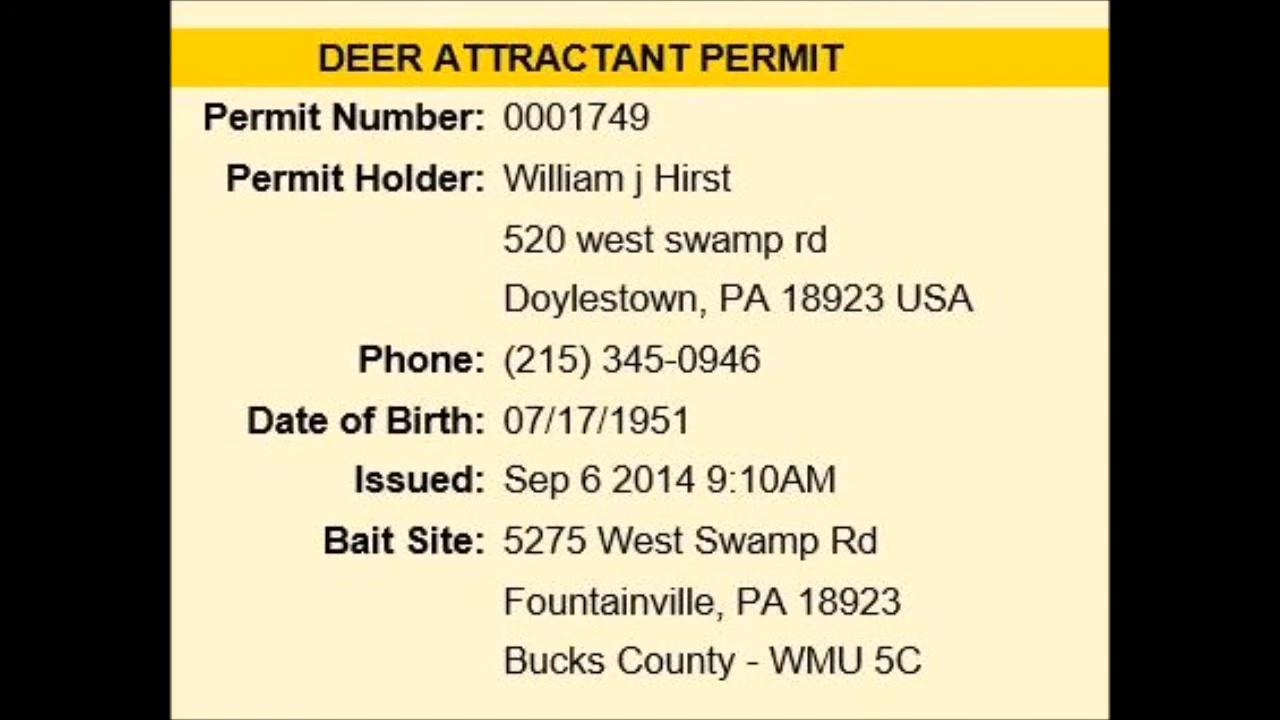 DEER ATTRACTANT PERMIT
Permit Number: 0001749
Permit Holder: William j Hirst
520 west swamp rd
Doylestown, PA 18923 USA
Phone: (215) 345-0946
Date of Birth: 07/17/1951
Issued: Sep 6 2014 9:10AM
Bait Site: 5275 West Swamp Rd
Fountainville, PA 18923
Bucks County - WMU 5C